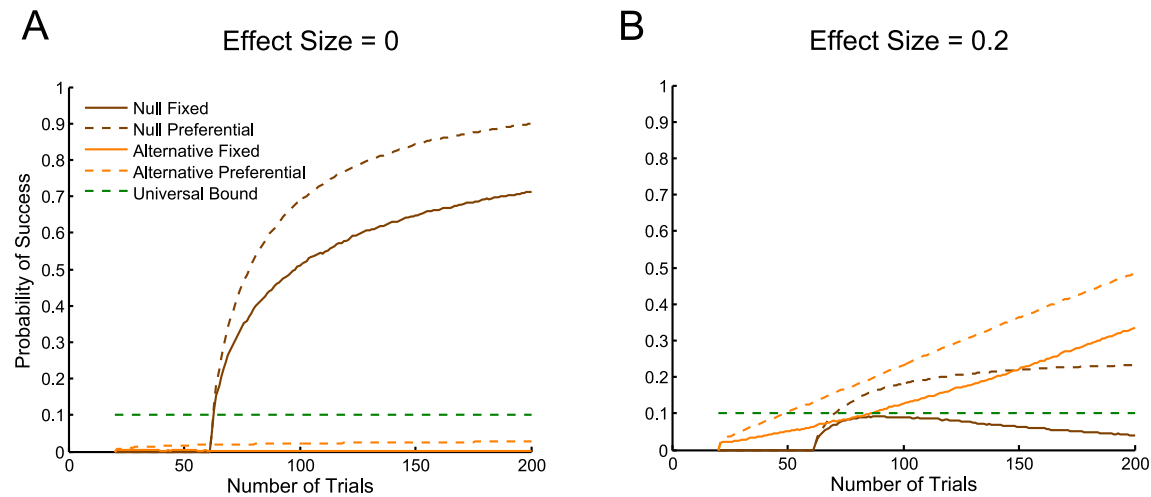 A
Effect Size = 0
Probability of Success
1
0.9
0.8
0.7
0.6
0.5
0.4
0.3
0.2
0.1
0
Null Fixed
Null Preferential
Alternative Fixed
Alternative Preferential
Universal Bound
0 50 100 150 200
Number of Trials
B
Effect Size = 0.2
1
0.9
0.8
0.7
0.6
0.5
0.4
0.3
0.2
0.1
0
0 50 100 150 200
Number of Trials